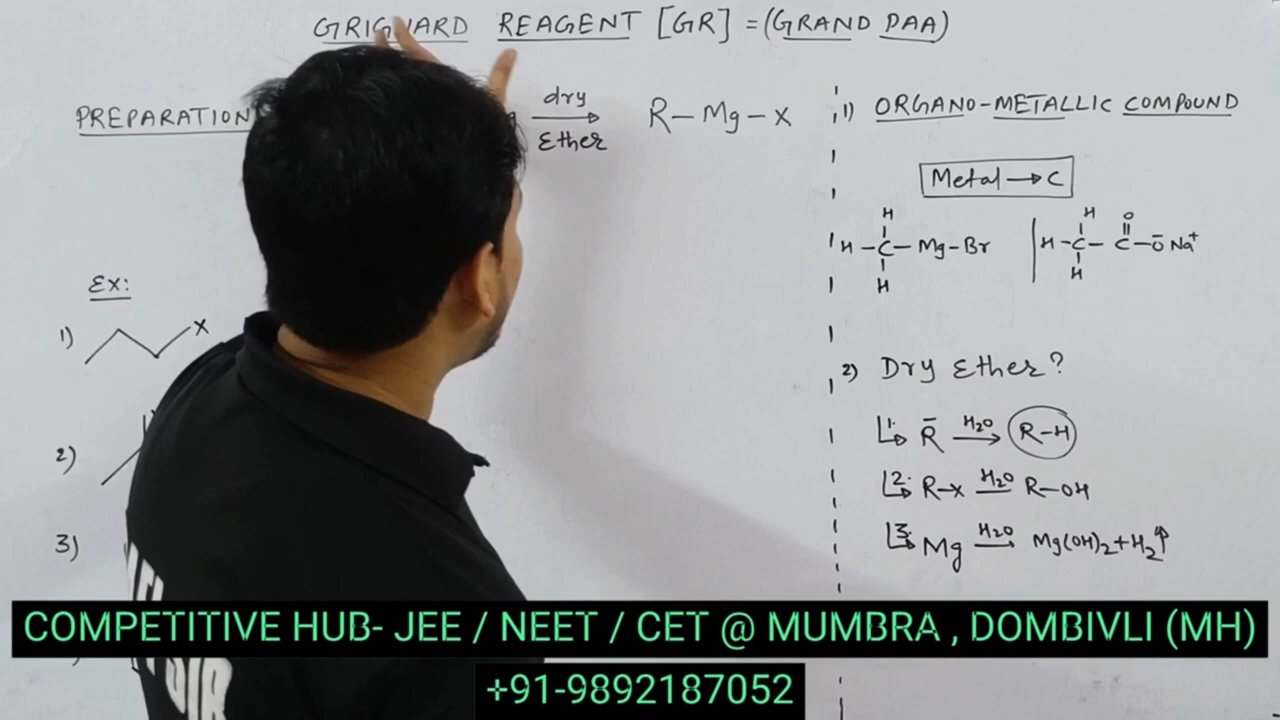 GRIGUARD REAGENT [GR] = (GRAND PAA)
PREPARATION
dry
Ether
R-Mg-X
Ex:
1) X
2)
3)
1) ORGANO-METALLIC COMPOUND
Metal → C
H
H-C-Mg-Br
H
H O
H-C-C-ŌNa⁺
H
2) Dry Ether?
1. R̄ H₂O → R-H
2. R-X H₂O → R-OH
3. Mg H₂O → Mg(OH)₂+H₂↑
COMPETITIVE HUB- JEE / NEET / CET @ MUMBRA , DOMBIVLI (MH)
+91-9892187052